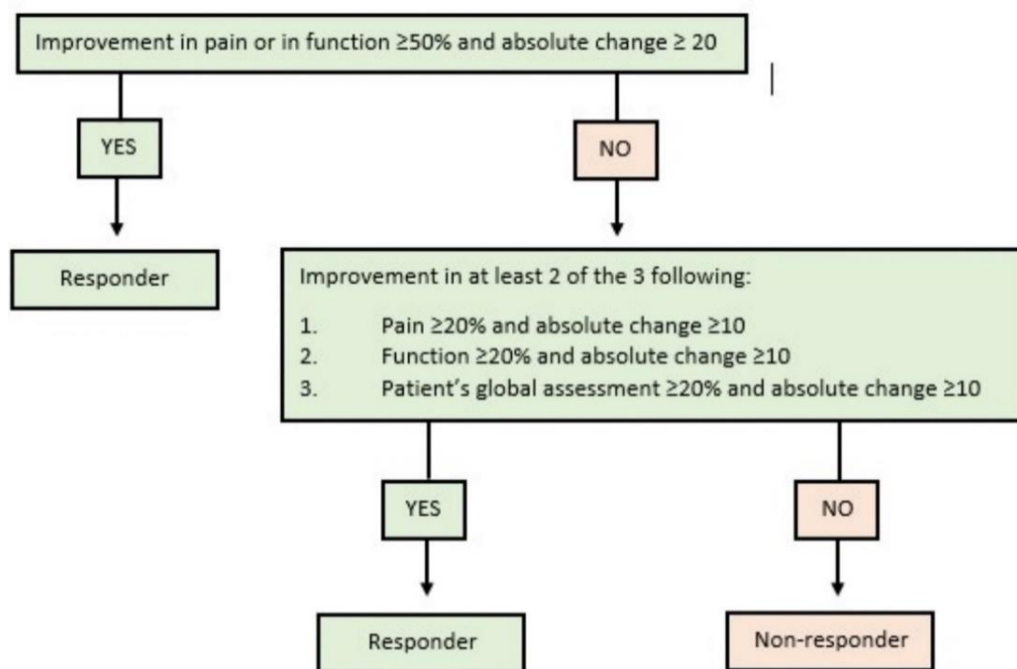 Improvement in pain or in function ≥50% and absolute change ≥ 20
YES
NO
Responder
Improvement in at least 2 of the 3 following:
1. Pain ≥20% and absolute change ≥10
2. Function ≥20% and absolute change ≥10
3. Patient's global assessment ≥20% and absolute change ≥10
YES
NO
Responder
Non-responder